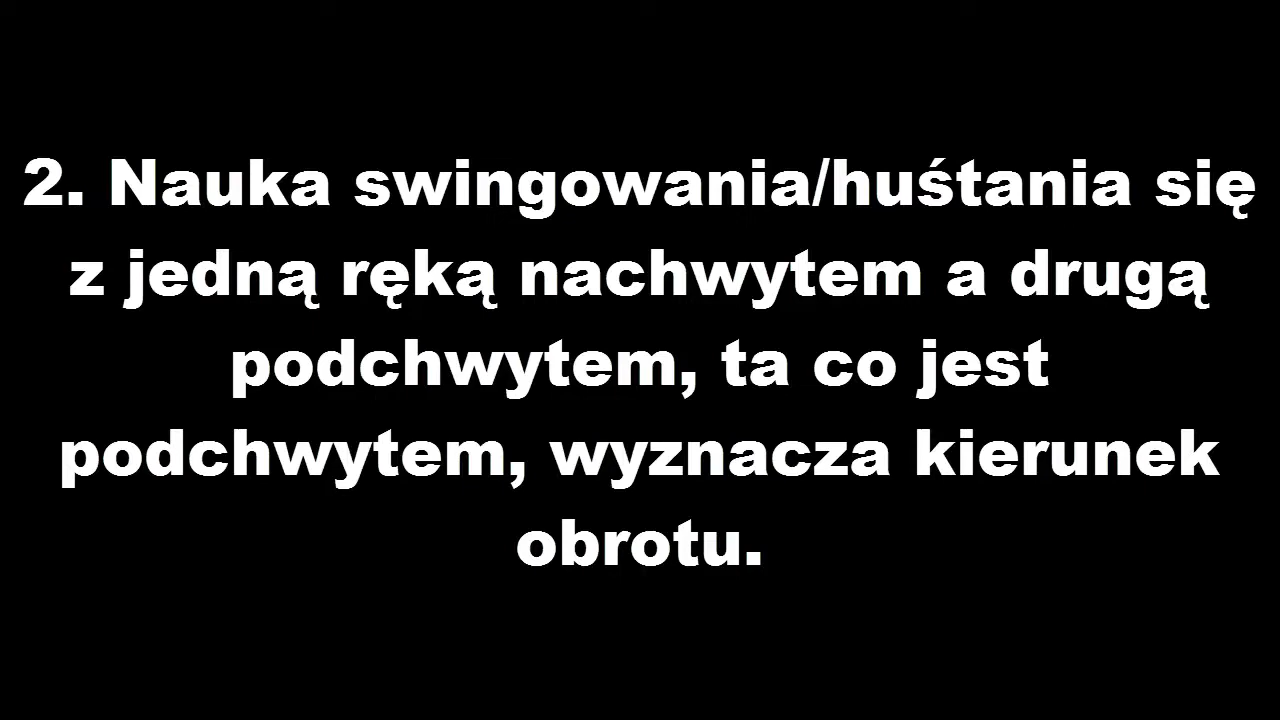 2. Nauka swingowania/huśtania się
z jedną ręką nachwytem a drugą
podchwytem, ta co jest
podchwytem, wyznacza kierunek
obrotu.